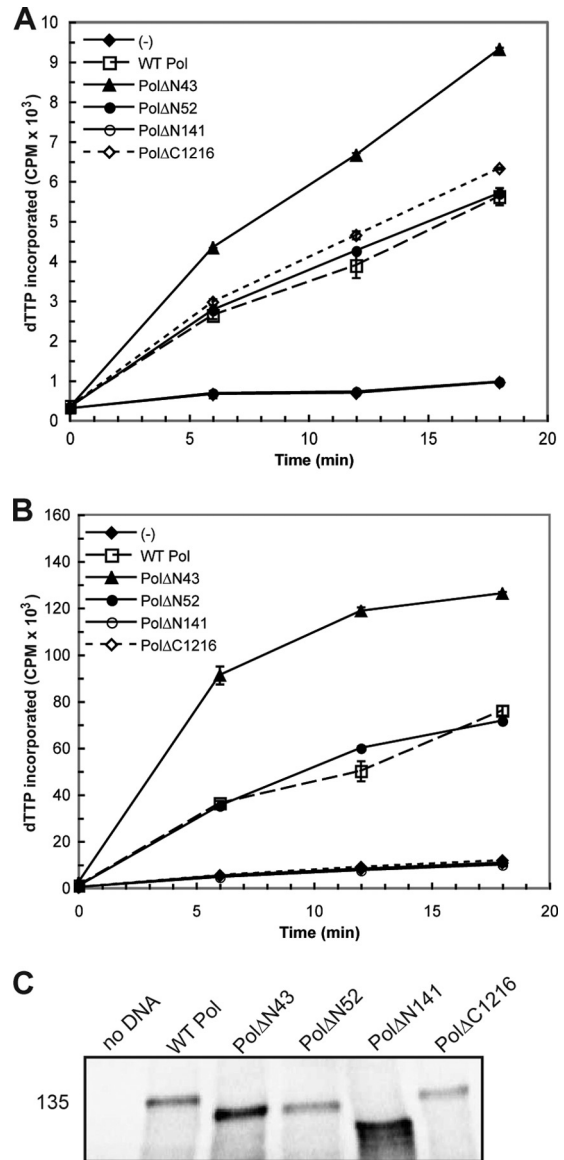 A
dTTP incorporated (CPM x 10³)
10
9
8
7
6
5
4
3
2
1
0
(-)
WT Pol
PolΔN43
PolΔN52
PolΔN141
PolΔC1216
0
5
10
15
20
Time (min)
B
dTTP incorporated (CPM x 10³)
160
140
120
100
80
60
40
20
0
(-)
WT Pol
PolΔN43
PolΔN52
PolΔN141
PolΔC1216
0
5
10
15
20
Time (min)
C
no DNA
WT Pol
PolΔN43
PolΔN52
PolΔN141
PolΔC1216
135